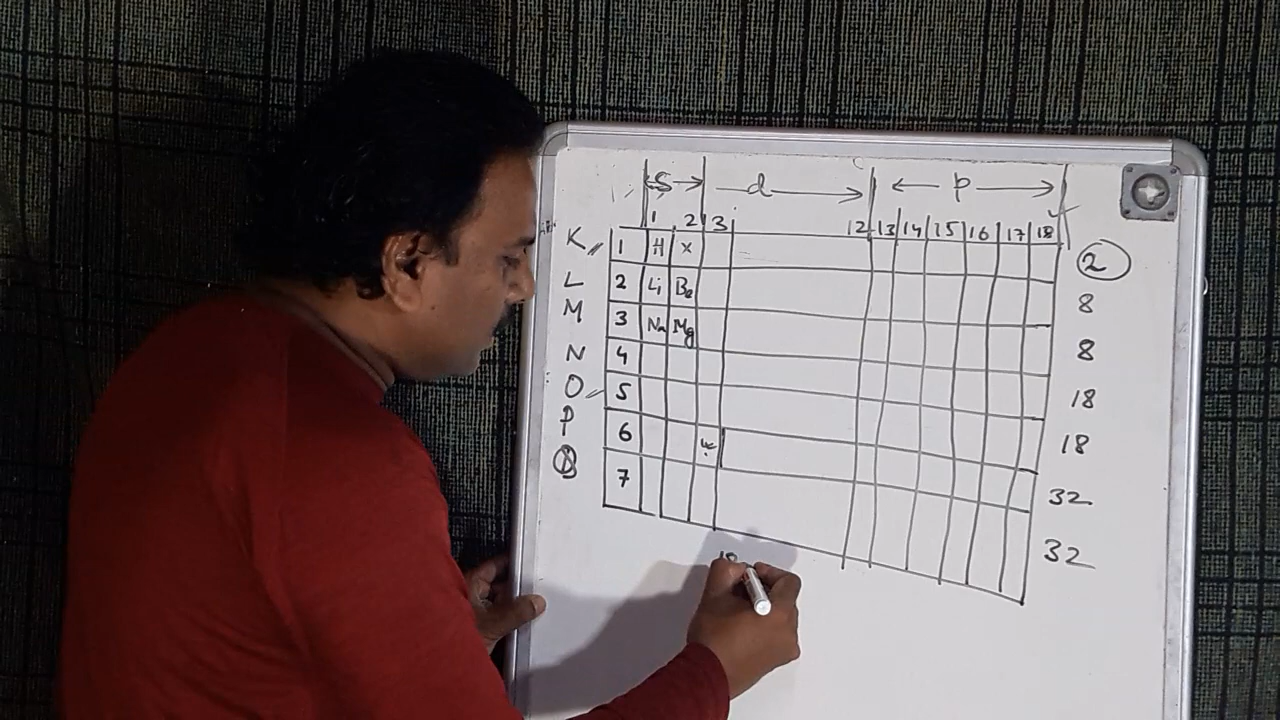 S d p
1 2 3 12 13 14 15 16 17 18
K 1 H x 2
L 2 Li Be 8
M 3 Na Mg 8
N 4 18
O 5 18
P 6 * 32
7 32
18